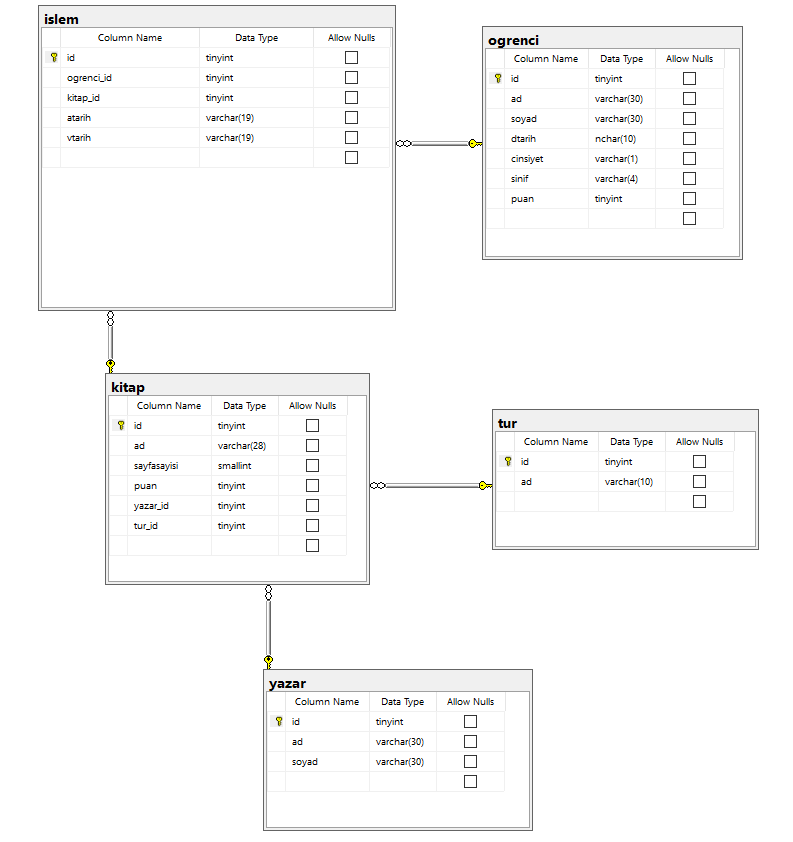 islem
Column Name Data Type Allow Nulls
id tinyint
ogrenci_id tinyint
kitap_id tinyint
atarih varchar(19)
vtarih varchar(19)
ogrenci
Column Name Data Type Allow Nulls
id tinyint
ad varchar(30)
soyad varchar(30)
dtarih nchar(10)
cinsiyet varchar(1)
sinif varchar(4)
puan tinyint
kitap
Column Name Data Type Allow Nulls
id tinyint
ad varchar(28)
sayfasayisi smallint
puan tinyint
yazar_id tinyint
tur_id tinyint
tur
Column Name Data Type Allow Nulls
id tinyint
ad varchar(10)
yazar
Column Name Data Type Allow Nulls
id tinyint
ad varchar(30)
soyad varchar(30)